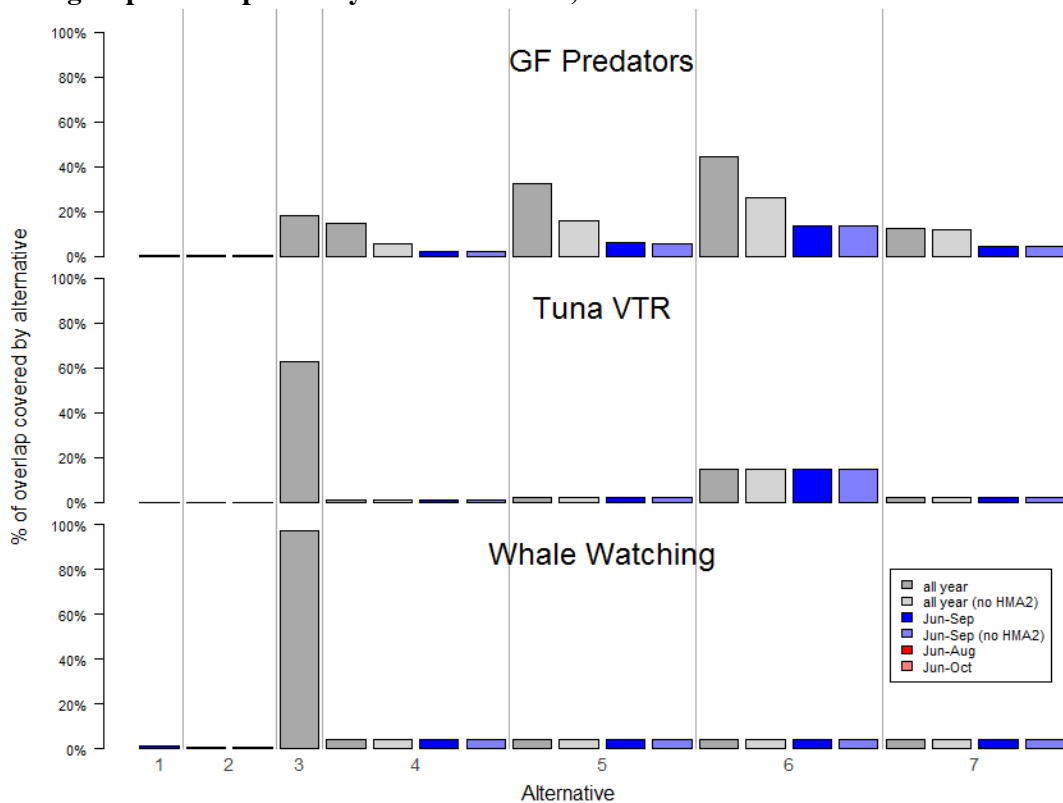 100%
GF Predators
80%
60%
40%
20%
0%
100%
Tuna VTR
80%
60%
40%
20%
0%
100%
Whale Watching
80%
60%
40%
20%
0%
% of overlap covered by alternative
all year
all year (no HMA2)
Jun-Sep
Jun-Sep (no HMA2)
Jun-Aug
Jun-Oct
1 2 3 4 5 6 7
Alternative